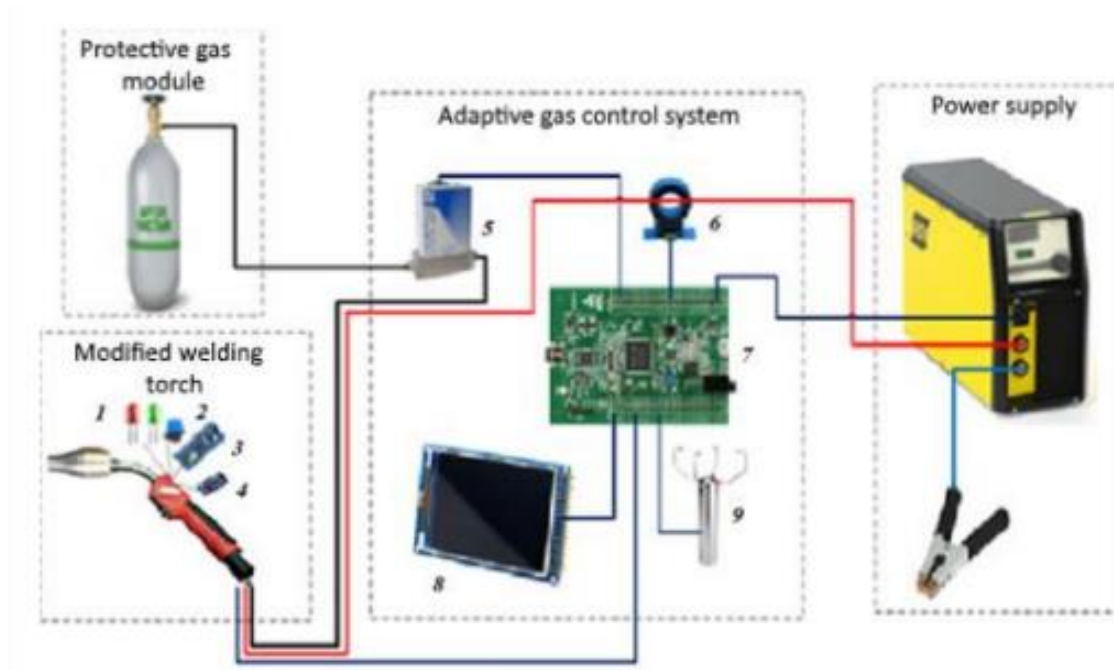 Protective gas
module
Adaptive gas control system
Power supply
5
6
Modified welding
torch
1
2
3
4
7
8
9